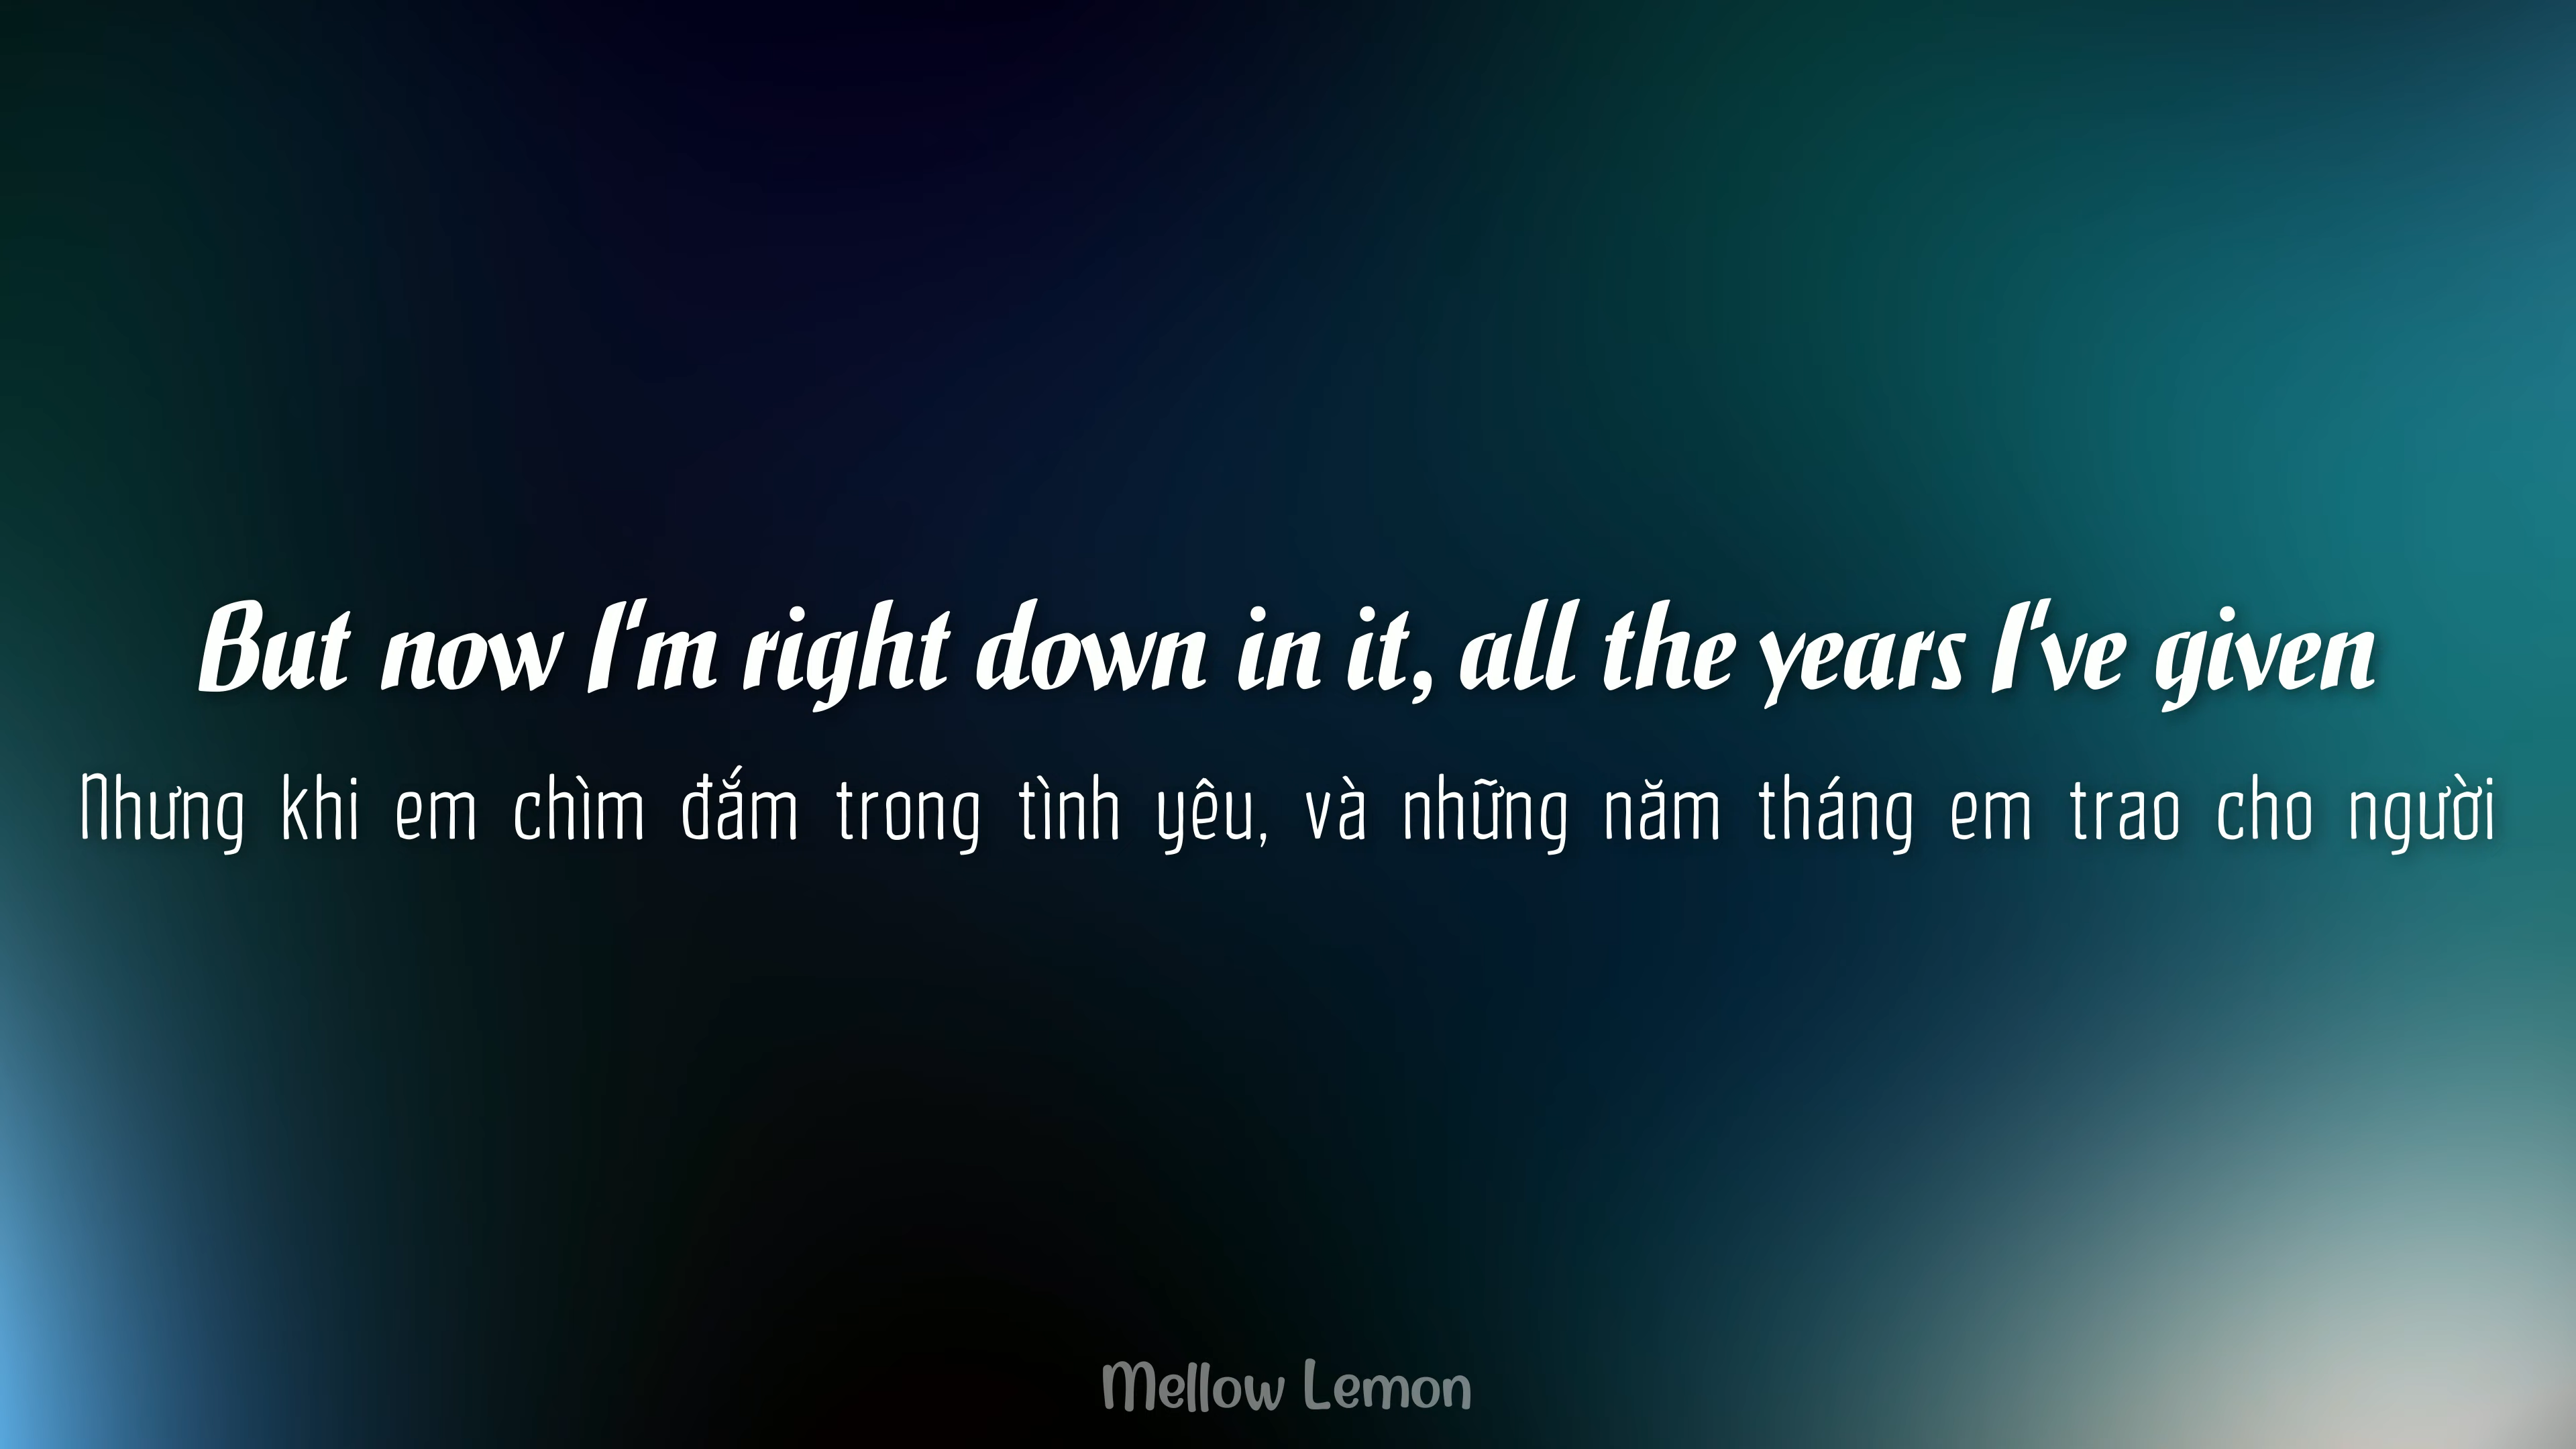 But now I'm right down in it, all the years I've given
Nhưng khi em chìm đắm trong tình yêu, và những năm tháng em trao cho người
Mellow Lemon